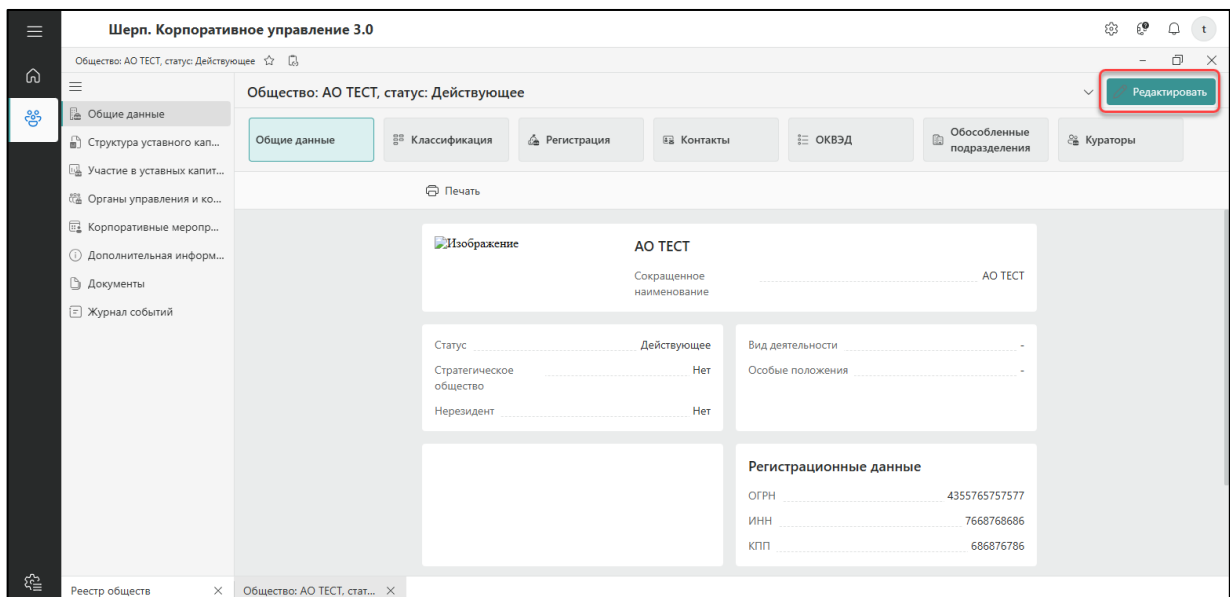 Шерп. Корпоративное управление 3.0
t
Общество: АО ТЕСТ, статус: Действующее
Общество: АО ТЕСТ, статус: Действующее
Редактировать
Общие данные
Структура уставного кап...
Участие в уставных капит...
Органы управления и ко...
Корпоративные меропр...
Дополнительная информ...
Документы
Журнал событий
Общие данные
Классификация
Регистрация
Контакты
ОКВЭД
Обособленные
подразделения
Кураторы
Печать
Изображение
АО ТЕСТ
Сокращенное
наименование
АО ТЕСТ
Статус Действующее
Стратегическое
общество
Нет
Нерезидент Нет
Вид деятельности -
Особые положения -
Регистрационные данные
ОГРН 4355765757577
ИНН 7668768686
КПП 686876786
Реестр обществ
Общество: АО ТЕСТ, стат...